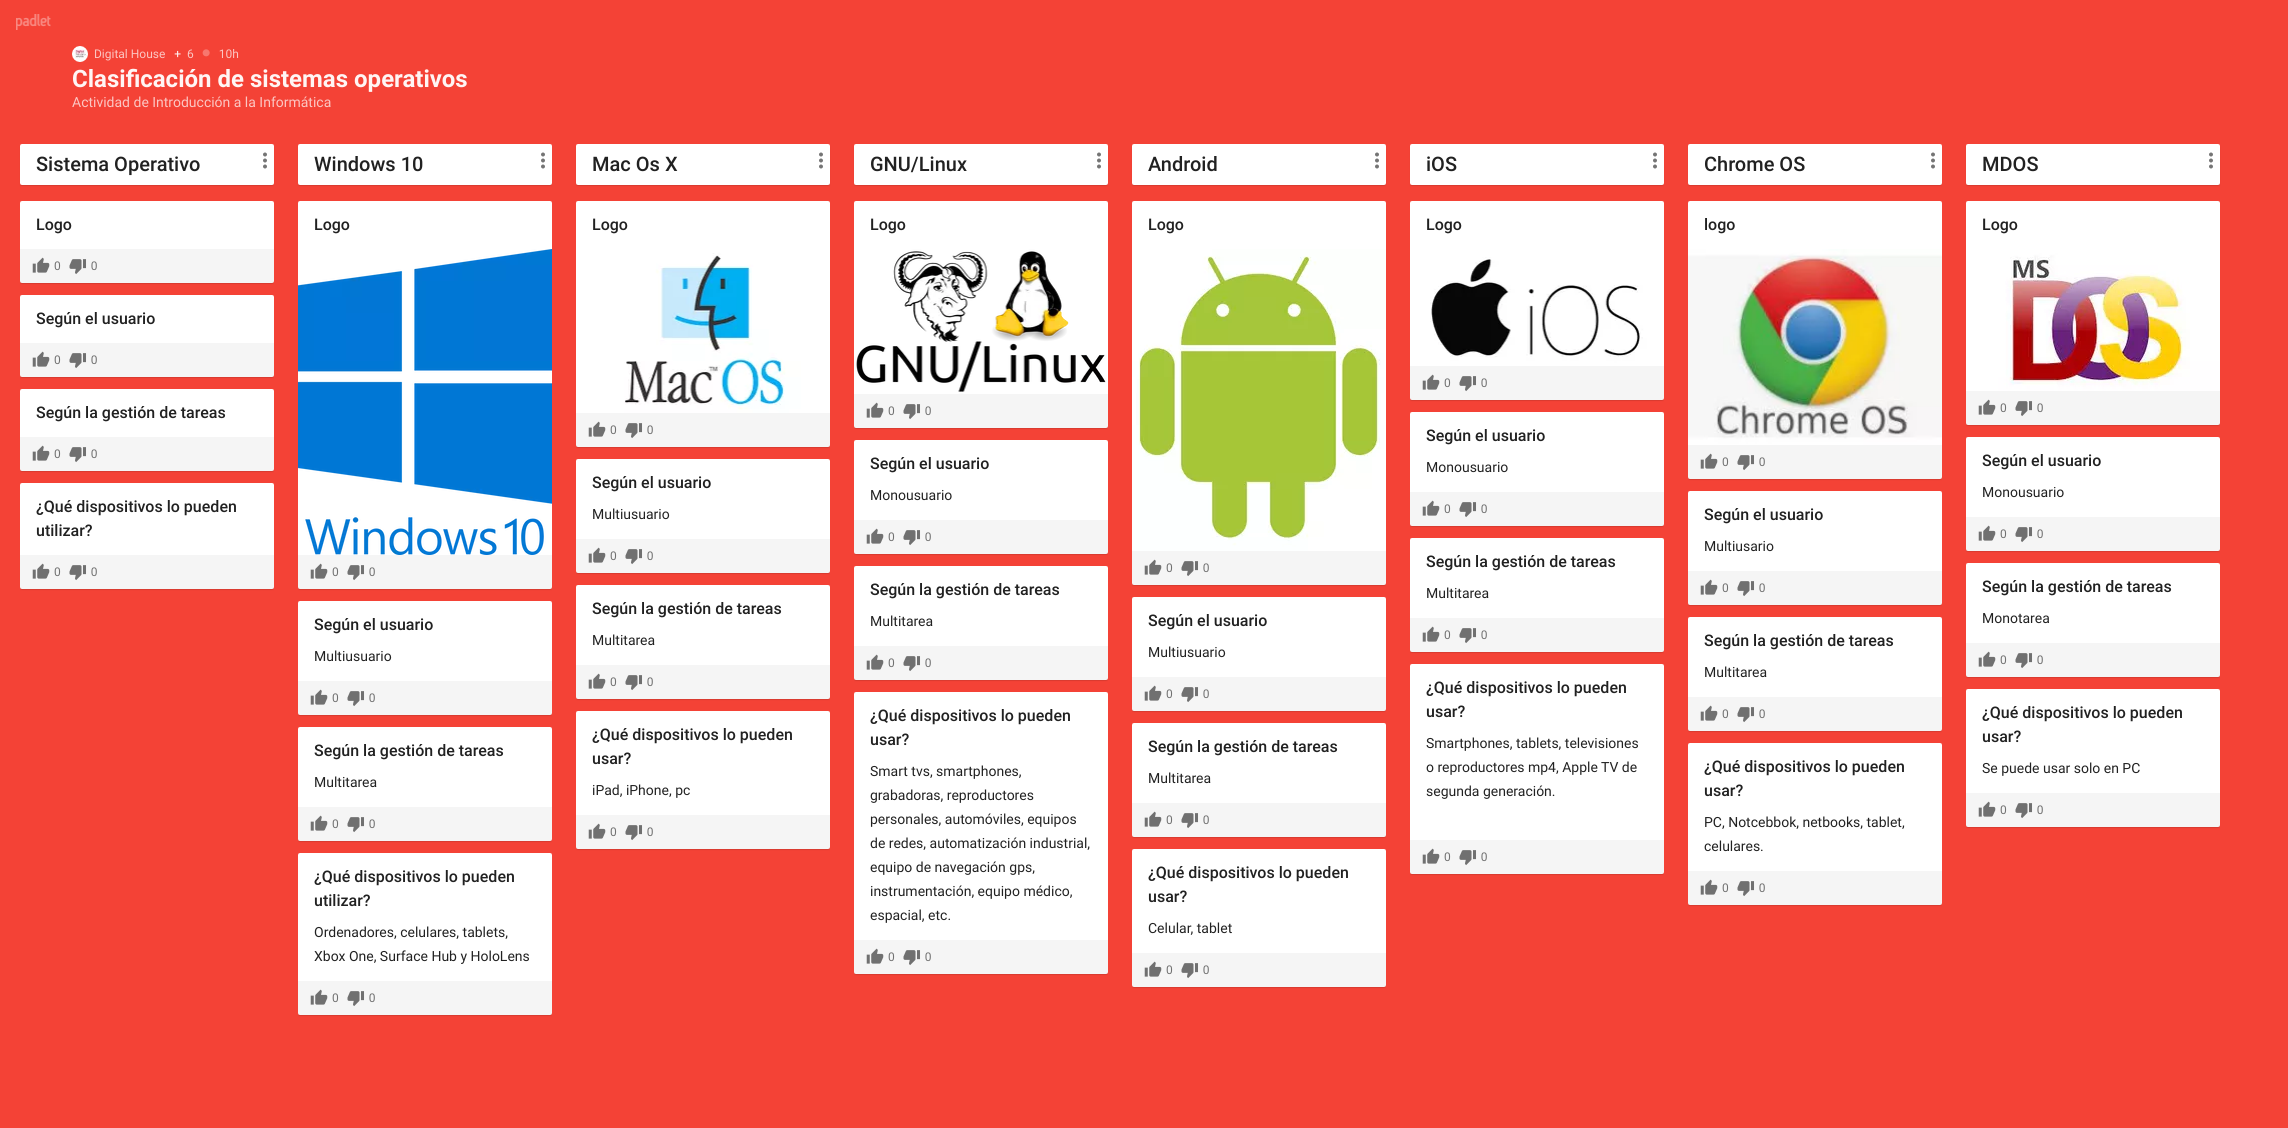 padlet
Digital House + 6 10h
Clasificación de sistemas operativos
Actividad de Introducción a la Informática
Sistema Operativo
Logo
0 0
Según el usuario
0 0
Según la gestión de tareas
0 0
¿Qué dispositivos lo pueden
utilizar?
0 0
Windows 10
Logo
Windows 10
0 0
Según el usuario
Multiusuario
0 0
Según la gestión de tareas
Multitarea
0 0
¿Qué dispositivos lo pueden
utilizar?
Ordenadores, celulares, tablets,
Xbox One, Surface Hub y HoloLens
0 0
Mac Os X
Logo
Mac™OS
0 0
Según el usuario
Multiusuario
0 0
Según la gestión de tareas
Multitarea
0 0
¿Qué dispositivos lo pueden
usar?
iPad, iPhone, pc
0 0
GNU/Linux
Logo
GNU/Linux
0 0
Según el usuario
Monousuario
0 0
Según la gestión de tareas
Multitarea
0 0
¿Qué dispositivos lo pueden
usar?
Smart tvs, smartphones,
grabadoras, reproductores
personales, automóviles, equipos
de redes, automatización industrial,
equipo de navegación gps,
instrumentación, equipo médico,
espacial, etc.
0 0
Android
Logo
0 0
Según el usuario
Multiusuario
0 0
Según la gestión de tareas
Multitarea
0 0
¿Qué dispositivos lo pueden
usar?
Celular, tablet
0 0
iOS
Logo
iOS
0 0
Según el usuario
Monousuario
0 0
Según la gestión de tareas
Multitarea
0 0
¿Qué dispositivos lo pueden
usar?
Smartphones, tablets, televisiones
o reproductores mp4, Apple TV de
segunda generación.
0 0
Chrome OS
logo
Chrome OS
0 0
Según el usuario
Multiusario
0 0
Según la gestión de tareas
Multitarea
0 0
¿Qué dispositivos lo pueden
usar?
PC, Notcebbok, netbooks, tablet,
celulares.
0 0
MDOS
Logo
MS
DOS
0 0
Según el usuario
Monousuario
0 0
Según la gestión de tareas
Monotarea
0 0
¿Qué dispositivos lo pueden
usar?
Se puede usar solo en PC
0 0